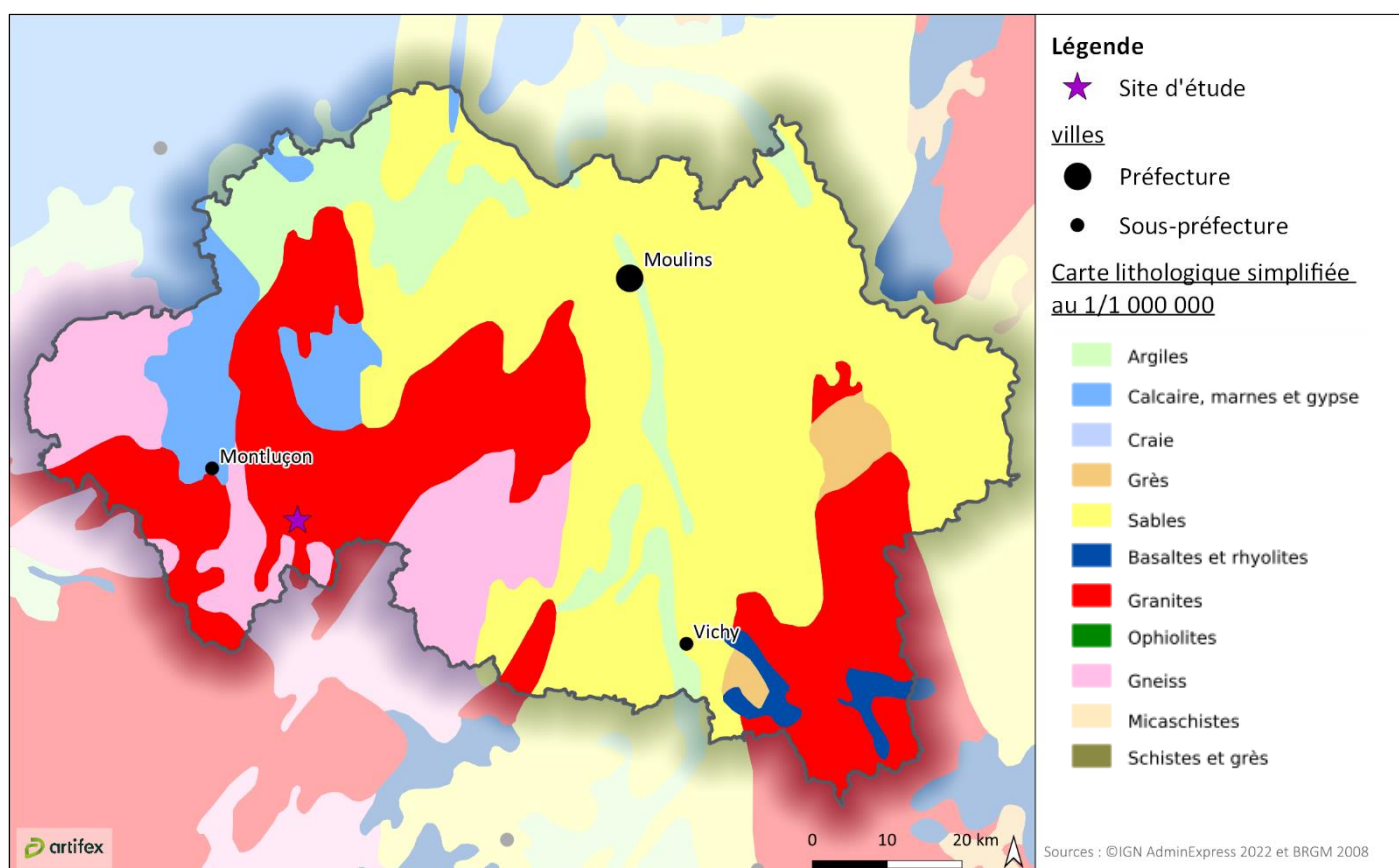 Moulins
Montluçon
Vichy
artifex
0 10 20 km
Légende
Site d'étude
villes
Préfecture
Sous-préfecture
Carte lithologique simplifiée
au 1/1 000 000
Argiles
Calcaire, marnes et gypse
Craie
Grès
Sables
Basaltes et rhyolites
Granites
Ophiolites
Gneiss
Micaschistes
Schistes et grès
Sources : ©IGN AdminExpress 2022 et BRGM 2008